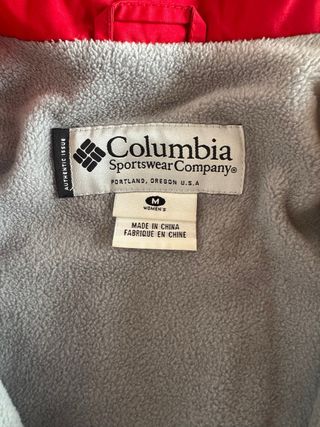 AUTHENTIC ISSUE
Columbia
Sportswear Company®
PORTLAND, OREGON U.S.A
M
WOMEN'S
MADE IN CHINA
FABRIQUE EN CHINE